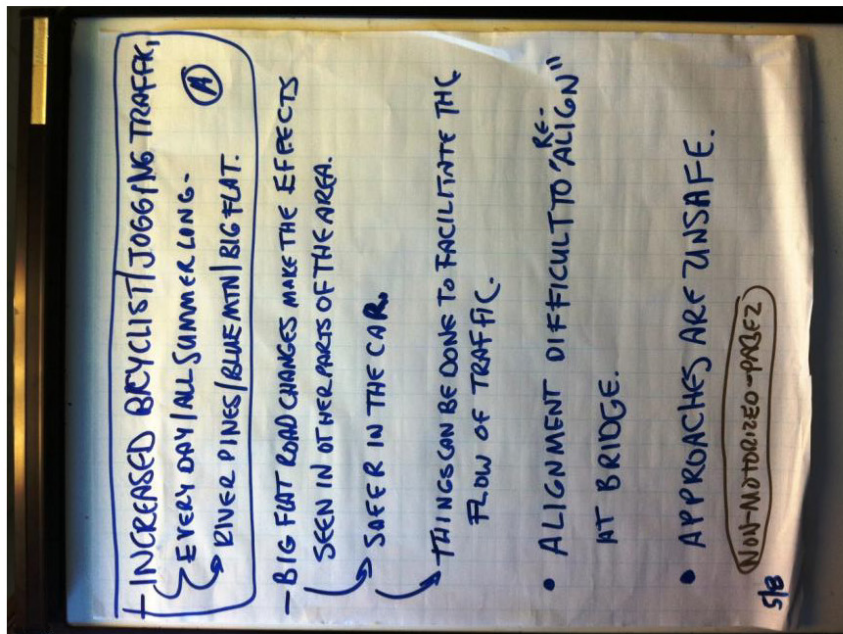 + INCREASED BICYCLIST/JOGGING TRAFFIC,
EVERY DAY/ALL SUMMER LONG-
RIVER PINES/BLUE MTN/BIG FLAT.
A
- BIG FLAT ROAD CHANGES MAKE THE EFFECTS
SEEN IN OTHER PARTS OF THE AREA.
SAFER IN THE CAR.
THINGS CAN BE DONE TO FACILITATE THE
FLOW OF TRAFFIC.
• ALIGNMENT DIFFICULT TO "RE-ALIGN"
AT BRIDGE.
• APPROACHES ARE UNSAFE.
NON-MOTORIZED-PAGE2
5/8